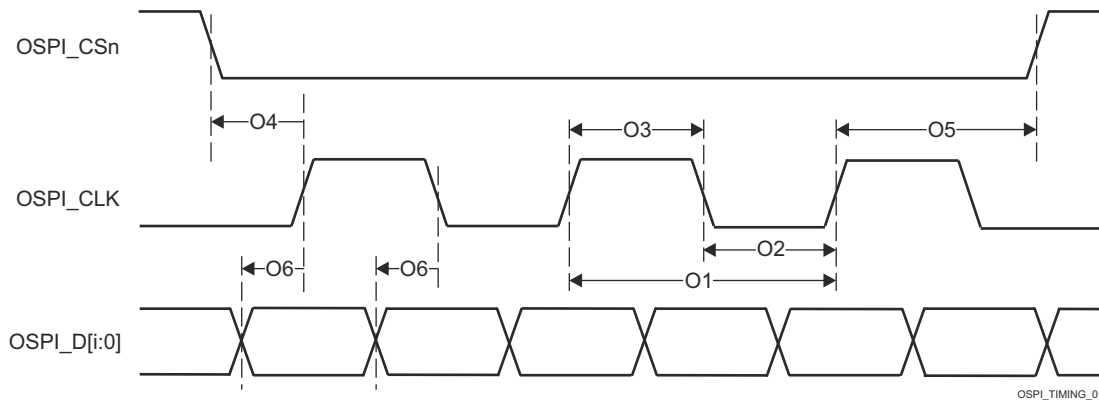 OSPI_CSn
O4
O3
O5
OSPI_CLK
O2
O6
O6
O1
OSPI_D[i:0]
OSPI_TIMING_0